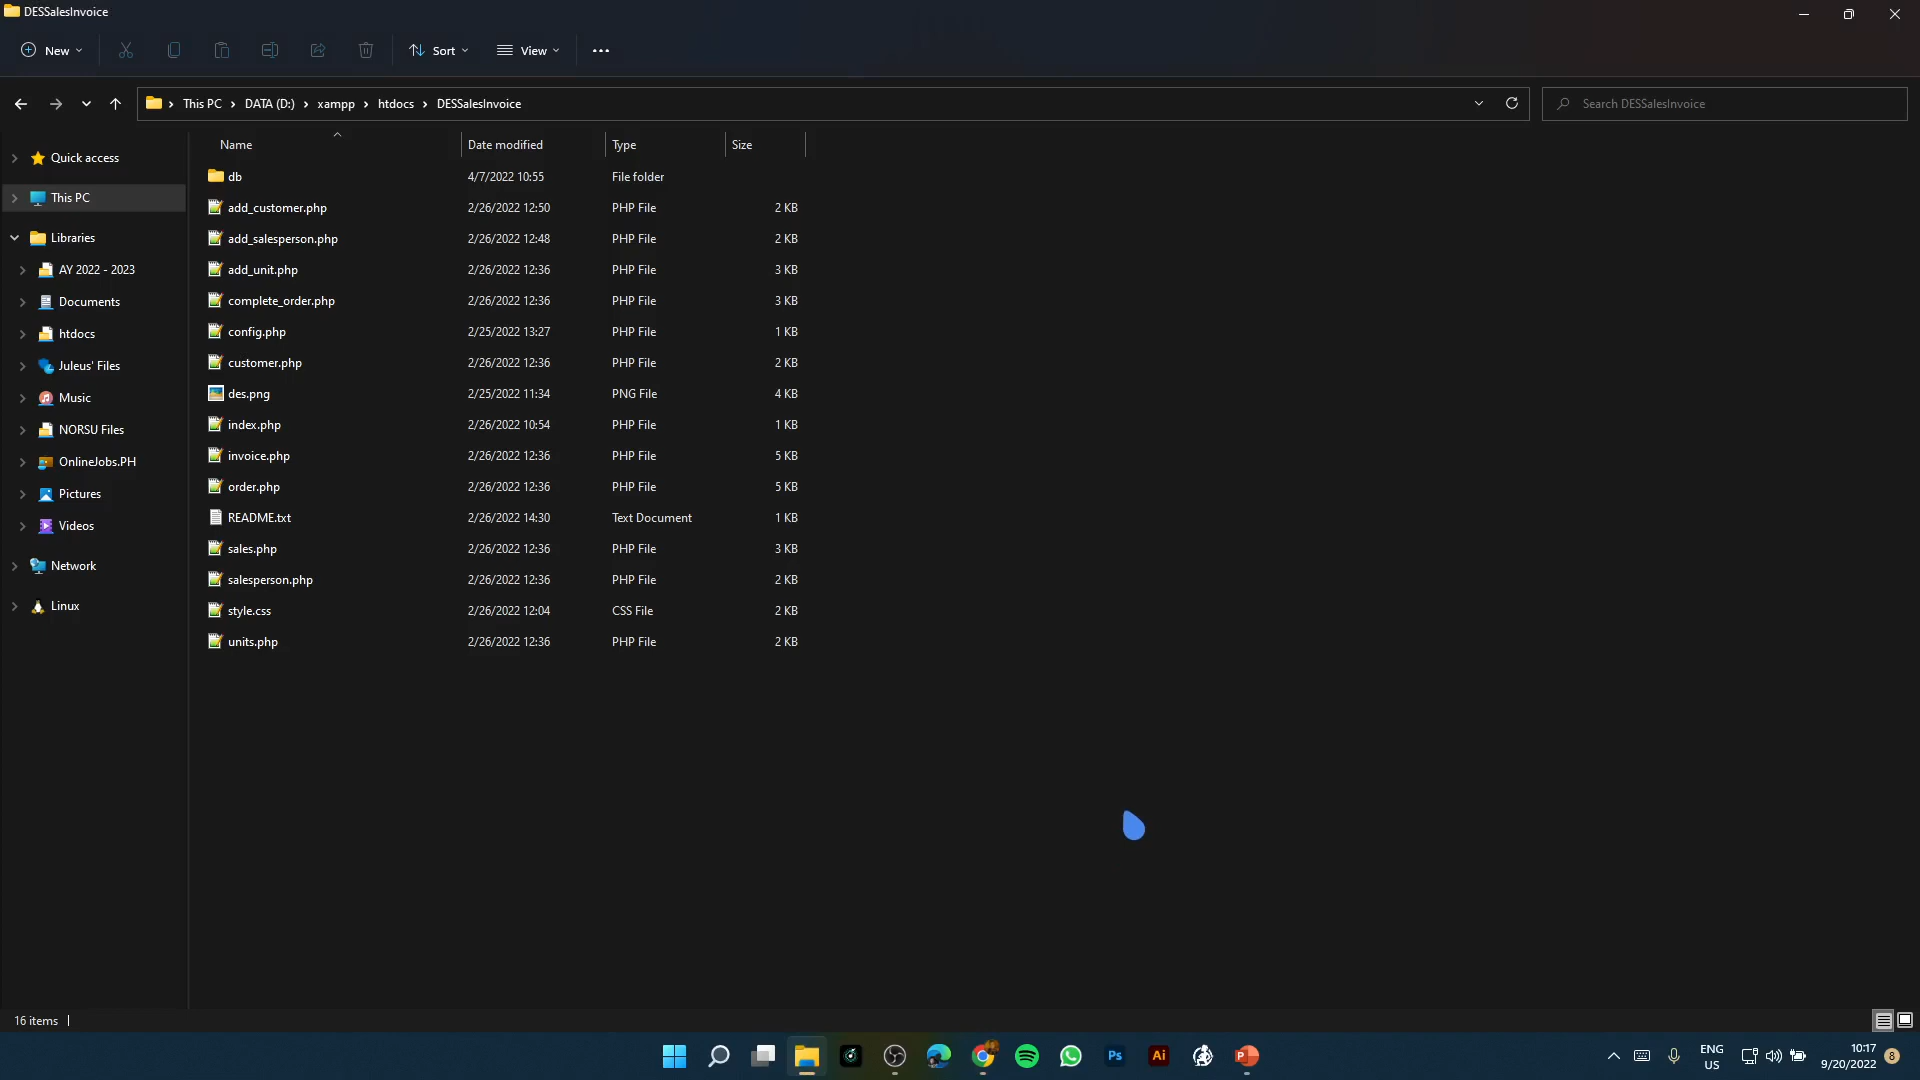 DESSalesInvoice
New
Sort
View
This PC
DATA (D:)
xampp
htdocs
DESSalesInvoice
Search DESSalesInvoice
Quick access
This PC
Libraries
AY 2022 - 2023
Documents
htdocs
Juleus' Files
Music
NORSU Files
OnlineJobs.PH
Pictures
Videos
Network
Linux
Name Date modified Type Size
db 4/7/2022 10:55 File folder
add_customer.php 2/26/2022 12:50 PHP File 2 KB
add_salesperson.php 2/26/2022 12:48 PHP File 2 KB
add_unit.php 2/26/2022 12:36 PHP File 3 KB
complete_order.php 2/26/2022 12:36 PHP File 3 KB
config.php 2/25/2022 13:27 PHP File 1 KB
customer.php 2/26/2022 12:36 PHP File 2 KB
des.png 2/25/2022 11:34 PNG File 4 KB
index.php 2/26/2022 10:54 PHP File 1 KB
invoice.php 2/26/2022 12:36 PHP File 5 KB
order.php 2/26/2022 12:36 PHP File 5 KB
README.txt 2/26/2022 14:30 Text Document 1 KB
sales.php 2/26/2022 12:36 PHP File 3 KB
salesperson.php 2/26/2022 12:36 PHP File 2 KB
style.css 2/26/2022 12:04 CSS File 2 KB
units.php 2/26/2022 12:36 PHP File 2 KB
16 items
Ps
Ai
P
ENG
US
10:17
9/20/2022
8